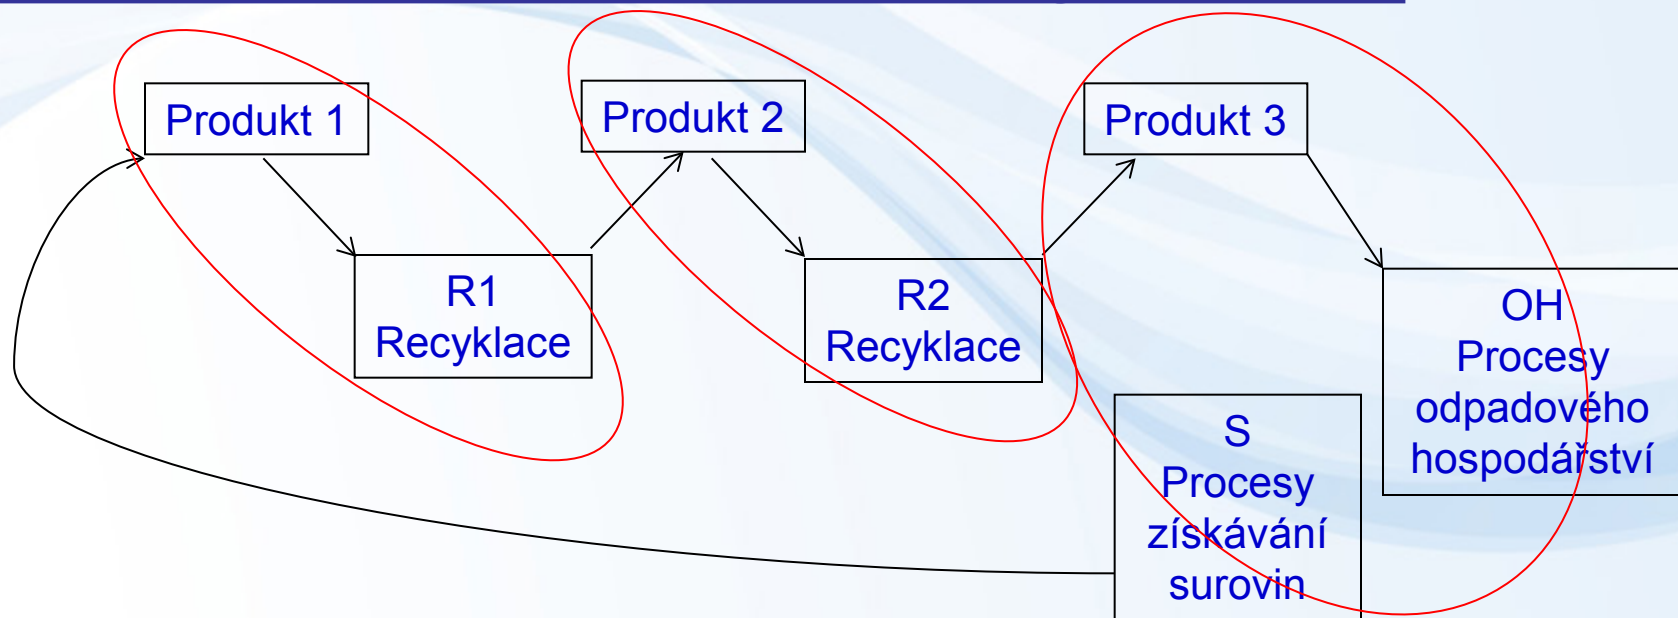 Produkt 1
Produkt 2
Produkt 3
R1
Recyklace
R2
Recyklace
OH
Procesy
odpadového
hospodářství
S
Procesy
získávání
surovin